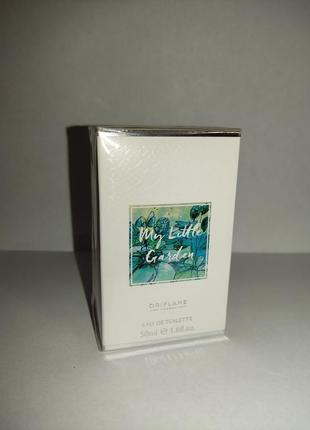 My Little
Garden
ORIFLAME
EAU DE TOILETTE
50ml ℮ 1.6fl.oz.